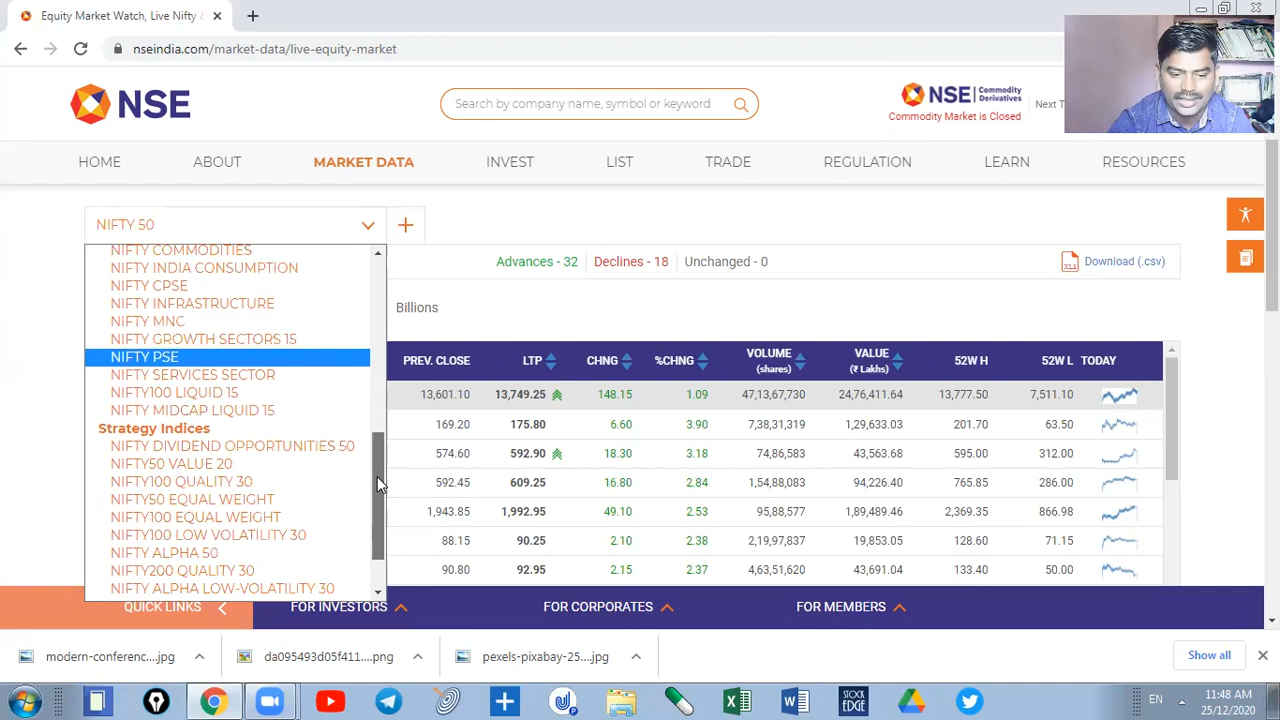 Equity Market Watch, Live Nifty &
nseindia.com/market-data/live-equity-market
NSE
Search by company name, symbol or keyword
NSE Commodity Derivatives
Commodity Market is Closed
Next T
HOME ABOUT MARKET DATA INVEST LIST TRADE REGULATION LEARN RESOURCES
NIFTY 50
Advances - 32 Declines - 18 Unchanged - 0 Download (.csv)
Billions
NIFTY COMMODITIES
NIFTY INDIA CONSUMPTION
NIFTY CPSE
NIFTY INFRASTRUCTURE
NIFTY MNC
NIFTY GROWTH SECTORS 15
NIFTY PSE
NIFTY SERVICES SECTOR
NIFTY100 LIQUID 15
NIFTY MIDCAP LIQUID 15
Strategy Indices
NIFTY DIVIDEND OPPORTUNITIES 50
NIFTY50 VALUE 20
NIFTY100 QUALITY 30
NIFTY50 EQUAL WEIGHT
NIFTY100 EQUAL WEIGHT
NIFTY100 LOW VOLATILITY 30
NIFTY ALPHA 50
NIFTY200 QUALITY 30
NIFTY ALPHA LOW-VOLATILITY 30
PREV. CLOSE LTP CHNG %CHNG VOLUME (shares) VALUE (₹ Lakhs) 52W H 52W L TODAY
13,601.10 13,749.25 148.15 1.09 47,13,67,730 24,76,411.64 13,777.50 7,511.10
169.20 175.80 6.60 3.90 7,38,31,319 1,29,633.03 201.70 63.50
574.60 592.90 18.30 3.18 74,86,583 43,563.68 595.00 312.00
592.45 609.25 16.80 2.84 1,54,88,083 94,226.40 765.85 286.00
1,943.85 1,992.95 49.10 2.53 95,88,577 1,89,489.46 2,369.35 866.98
88.15 90.25 2.10 2.38 2,19,97,837 19,853.05 128.60 71.15
90.80 92.95 2.15 2.37 4,63,51,620 43,691.04 133.40 50.00
QUICK LINKS FOR INVESTORS FOR CORPORATES FOR MEMBERS
modern-conferenc....jpg da095493d05f411....png pexels-pixabay-25....jpg Show all
STOCK EDGE
EN
11:48 AM
25/12/2020